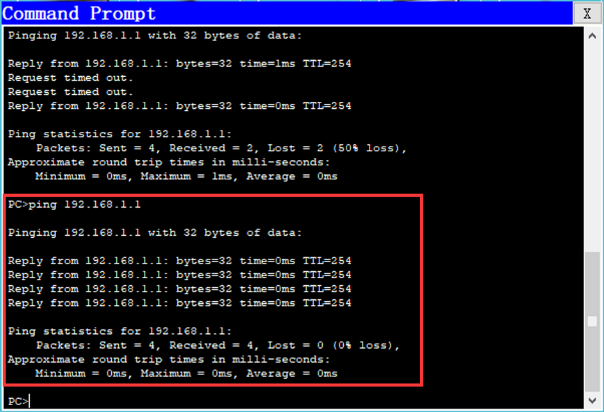 Command Prompt
X
Pinging 192.168.1.1 with 32 bytes of data:
Reply from 192.168.1.1: bytes=32 time=1ms TTL=254
Request timed out.
Request timed out.
Reply from 192.168.1.1: bytes=32 time=0ms TTL=254
Ping statistics for 192.168.1.1:
Packets: Sent = 4, Received = 2, Lost = 2 (50% loss),
Approximate round trip times in milli-seconds:
Minimum = 0ms, Maximum = 1ms, Average = 0ms
PC>ping 192.168.1.1
Pinging 192.168.1.1 with 32 bytes of data:
Reply from 192.168.1.1: bytes=32 time=0ms TTL=254
Reply from 192.168.1.1: bytes=32 time=0ms TTL=254
Reply from 192.168.1.1: bytes=32 time=0ms TTL=254
Reply from 192.168.1.1: bytes=32 time=0ms TTL=254
Ping statistics for 192.168.1.1:
Packets: Sent = 4, Received = 4, Lost = 0 (0% loss),
Approximate round trip times in milli-seconds:
Minimum = 0ms, Maximum = 0ms, Average = 0ms
PC>